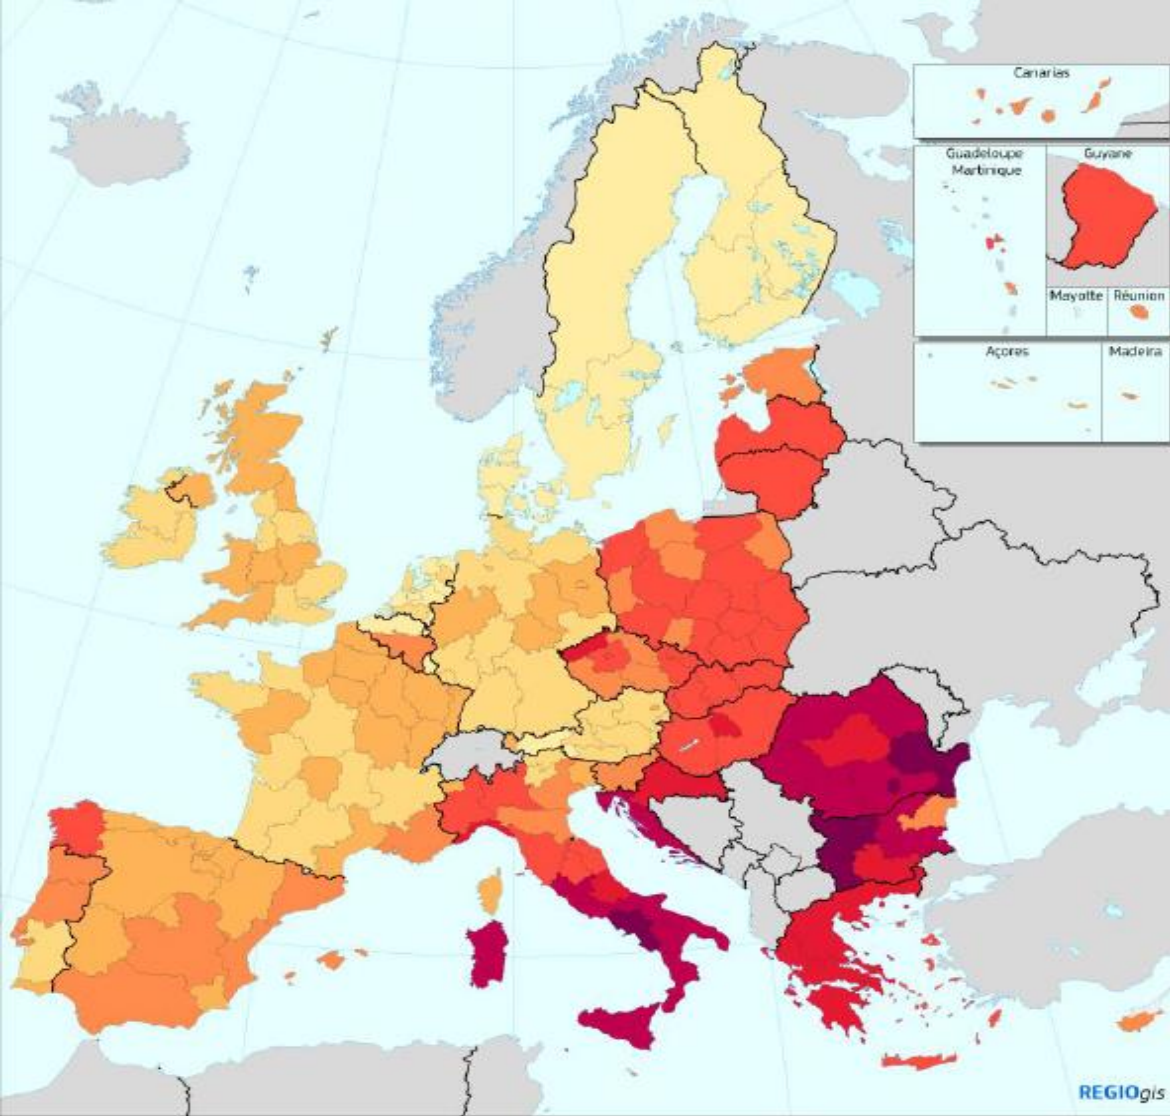 Canarias
Guadeloupe
Martinique
Guyane
Mayotte
Réunion
Açores
Madeira
REGIOgis